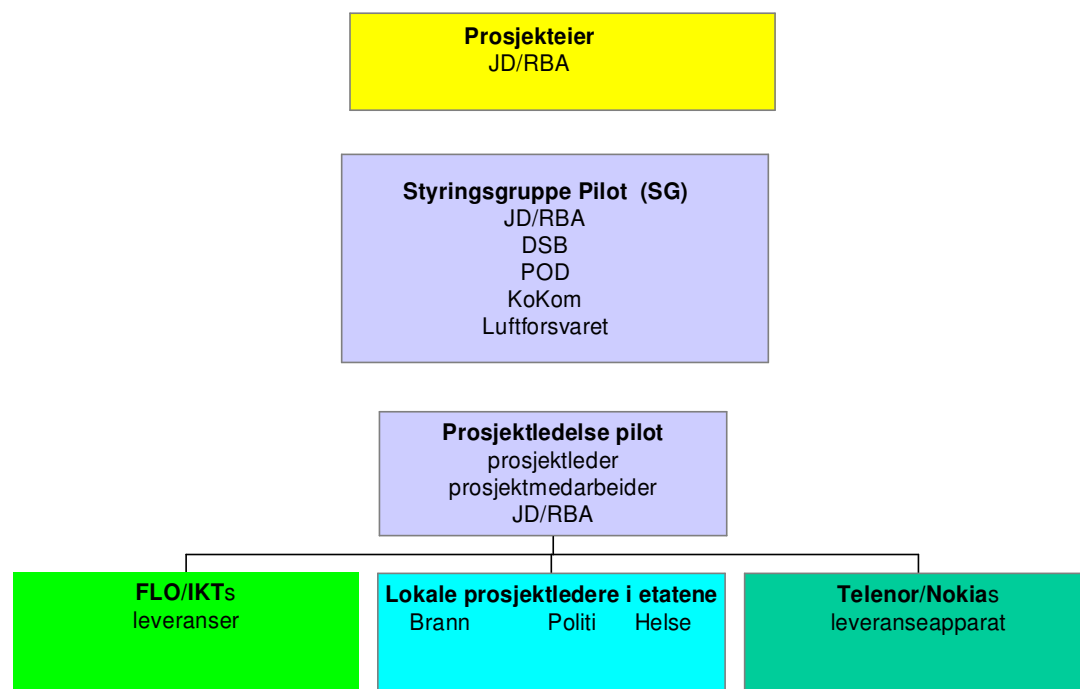 Prosjekteier
JD/RBA
Styringsgruppe Pilot (SG)
JD/RBA
DSB
POD
KoKom
Luftforsvaret
Prosjektledelse pilot
prosjektleder
prosjektmedarbeider
JD/RBA
FLO/IKTs
leveranser
Lokale prosjektledere i etatene
Brann Politi Helse
Telenor/Nokias
leveranseapparat